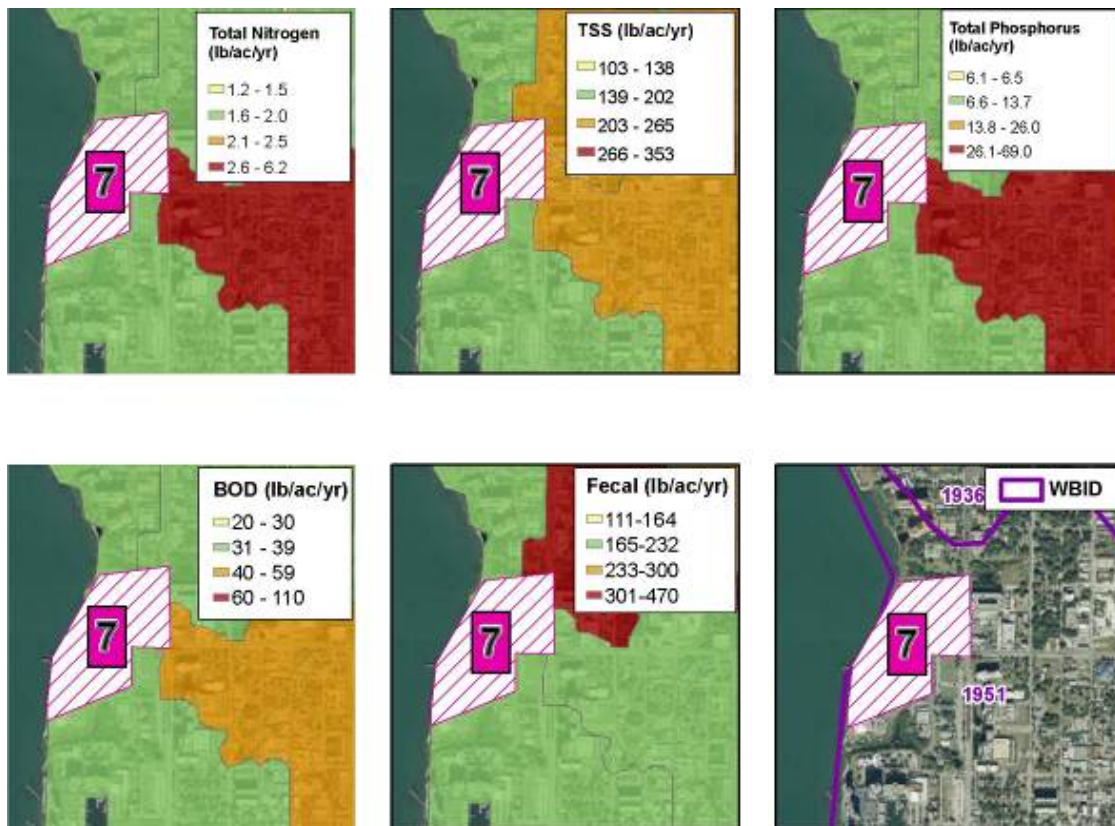 Total Nitrogen
(lb/ac/yr)
1.2 - 1.5
1.6 - 2.0
2.1 - 2.5
2.6 - 6.2
7
TSS (lb/ac/yr)
103 - 138
139 - 202
203 - 265
266 - 353
7
Total Phosphorus
(lb/ac/yr)
6.1 - 6.5
6.6 - 13.7
13.8 - 26.0
26.1-69.0
7
BOD (lb/ac/yr)
20 - 30
31 - 39
40 - 59
60 - 110
7
Fecal (lb/ac/yr)
111-164
165-232
233-300
301-470
7
WBID
1936
7
1951